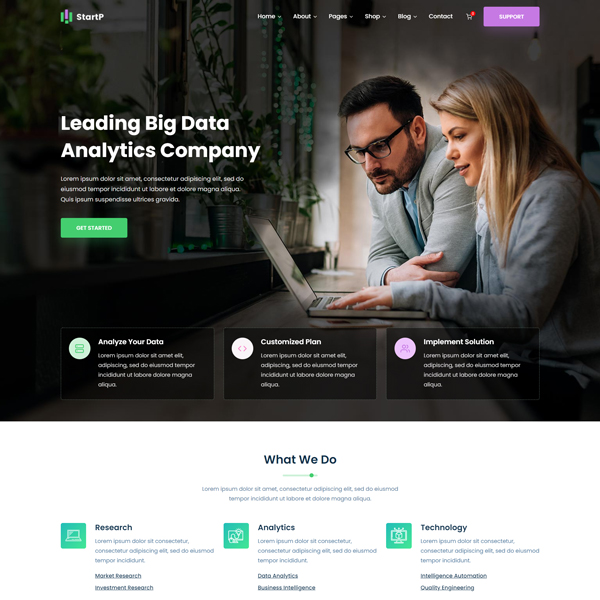 StartP
Home About Pages Shop Blog Contact
SUPPORT
Leading Big Data
Analytics Company
Lorem ipsum dolor sit amet, consectetur adipiscing elit, sed do
eiusmod tempor incididunt ut labore et dolore magna aliqua.
Quis ipsum suspendisse ultrices gravida.
GET STARTED
Analyze Your Data
Lorem ipsum dolor sit amet elit,
adipiscing, sed do eiusmod tempor
incididunt ut labore dolore magna
aliqua.
Customized Plan
Lorem ipsum dolor sit amet elit,
adipiscing, sed do eiusmod tempor
incididunt ut labore dolore magna
aliqua.
Implement Solution
Lorem ipsum dolor sit amet elit,
adipiscing, sed do eiusmod tempor
incididunt ut labore dolore magna
aliqua.
What We Do
Lorem ipsum dolor sit amet, consectetur adipiscing elit, sed do eiusmod
tempor incididunt ut labore et dolore magna aliqua.
Research
Lorem ipsum dolor sit consectetur,
consectetur adipiscing elit, sed do eiusmod
tempor incididunt ut labore.
Market Research
Investment Research
Analytics
Lorem ipsum dolor sit consectetur,
consectetur adipiscing elit, sed do eiusmod
tempor incididunt ut labore.
Data Analytics
Business Intelligence
Technology
Lorem ipsum dolor sit consectetur,
consectetur adipiscing elit, sed do eiusmod
tempor incididunt ut labore.
Intelligence Automation
Quality Engineering